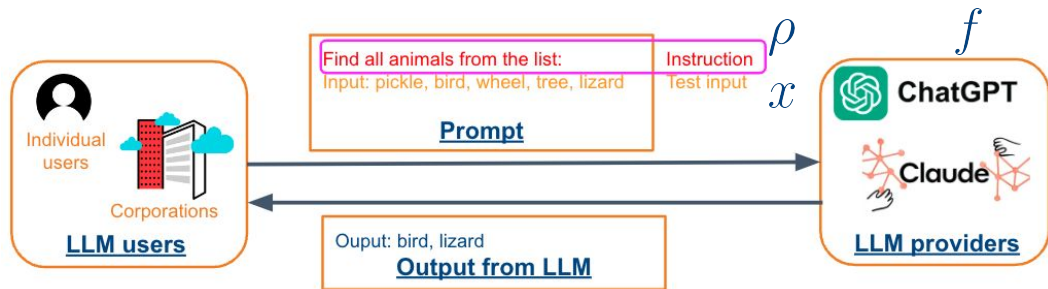 Find all animals from the list: Instruction ρ f
Input: pickle, bird, wheel, tree, lizard Test input x
Prompt
Individual
users
Corporations
LLM users
ChatGPT
Claude
LLM providers
Ouput: bird, lizard
Output from LLM